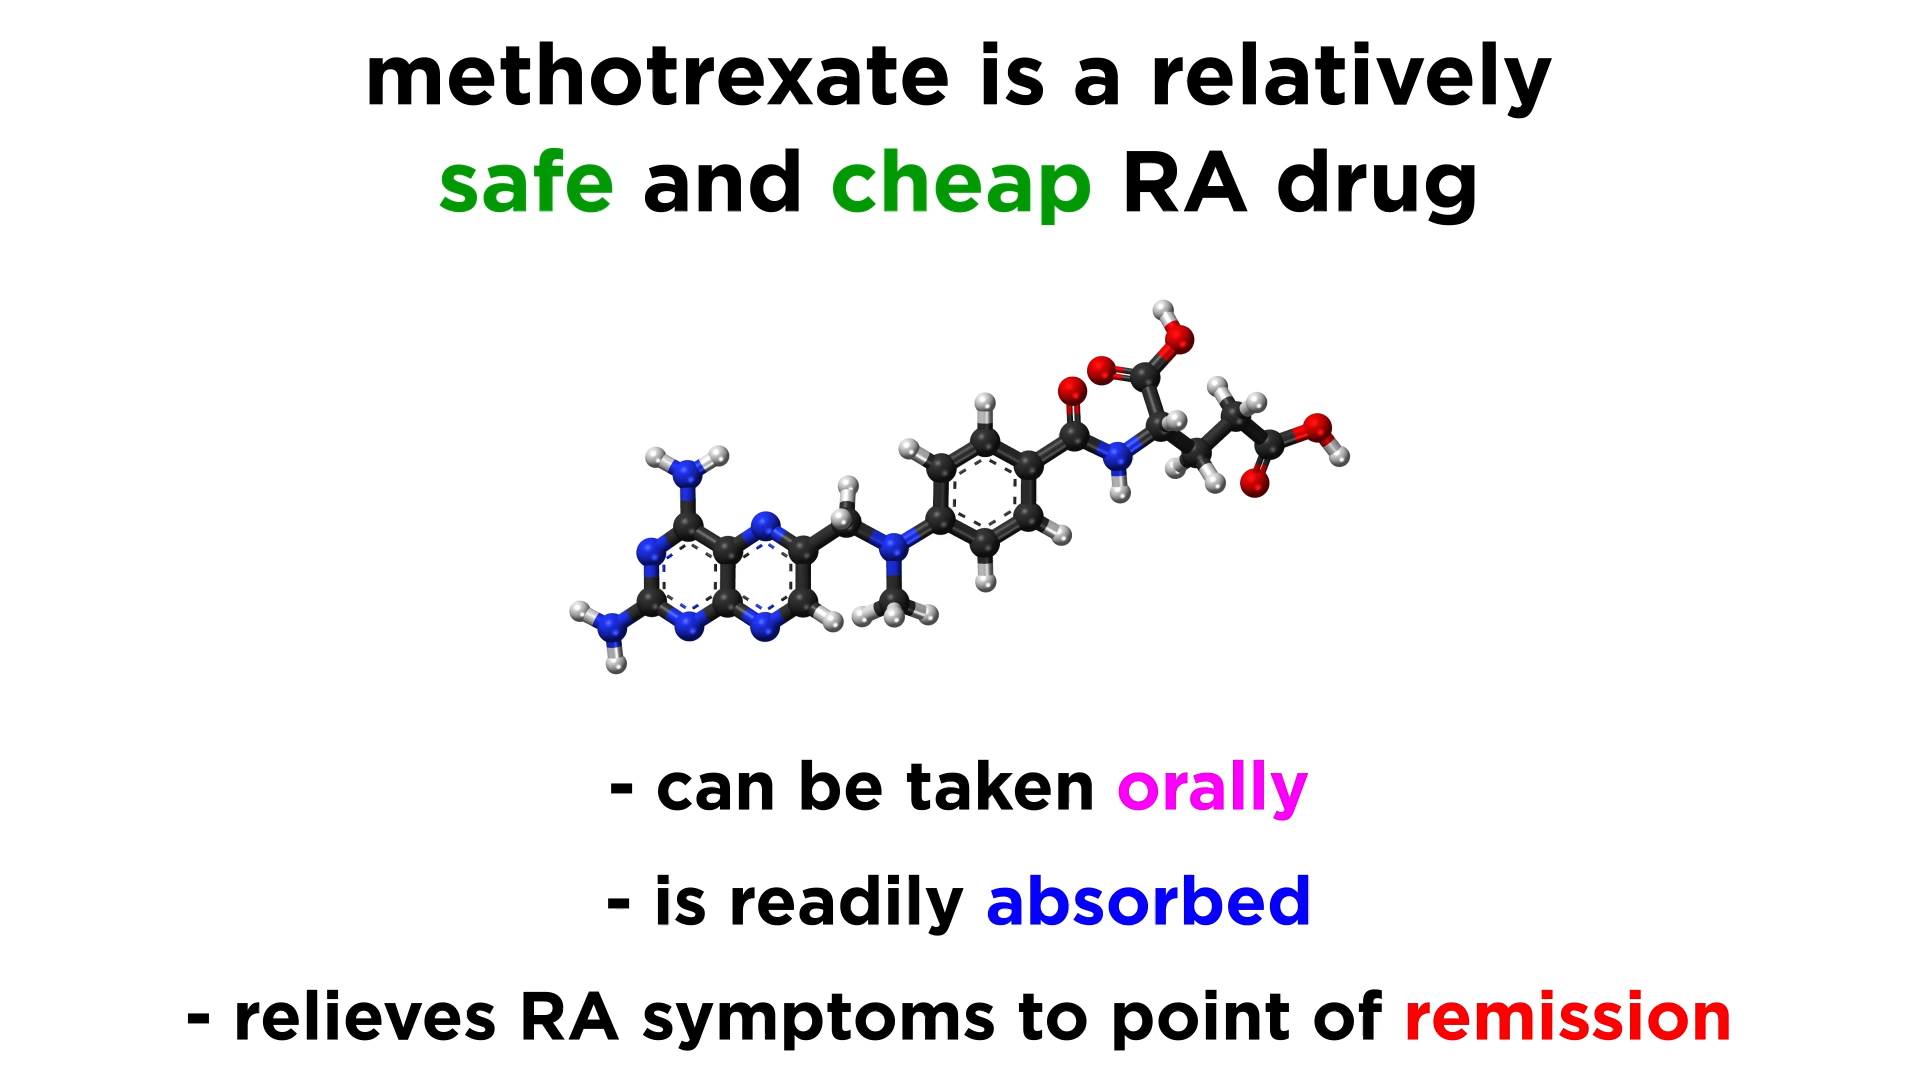 methotrexate is a relatively
safe and cheap RA drug
- can be taken orally
- is readily absorbed
- relieves RA symptoms to point of remission